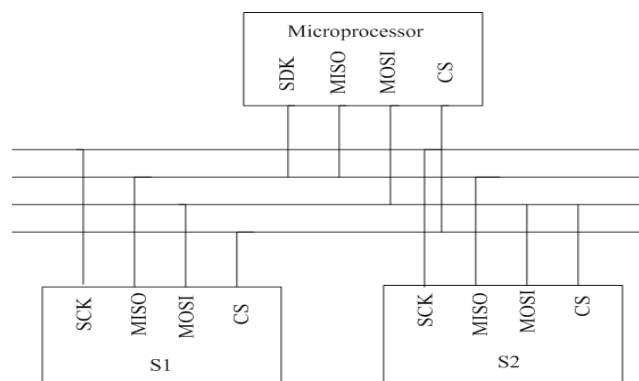 Microprocessor
SDK MISO MOSI CS
SCK MISO MOSI CS
S1
SCK MISO MOSI CS
S2